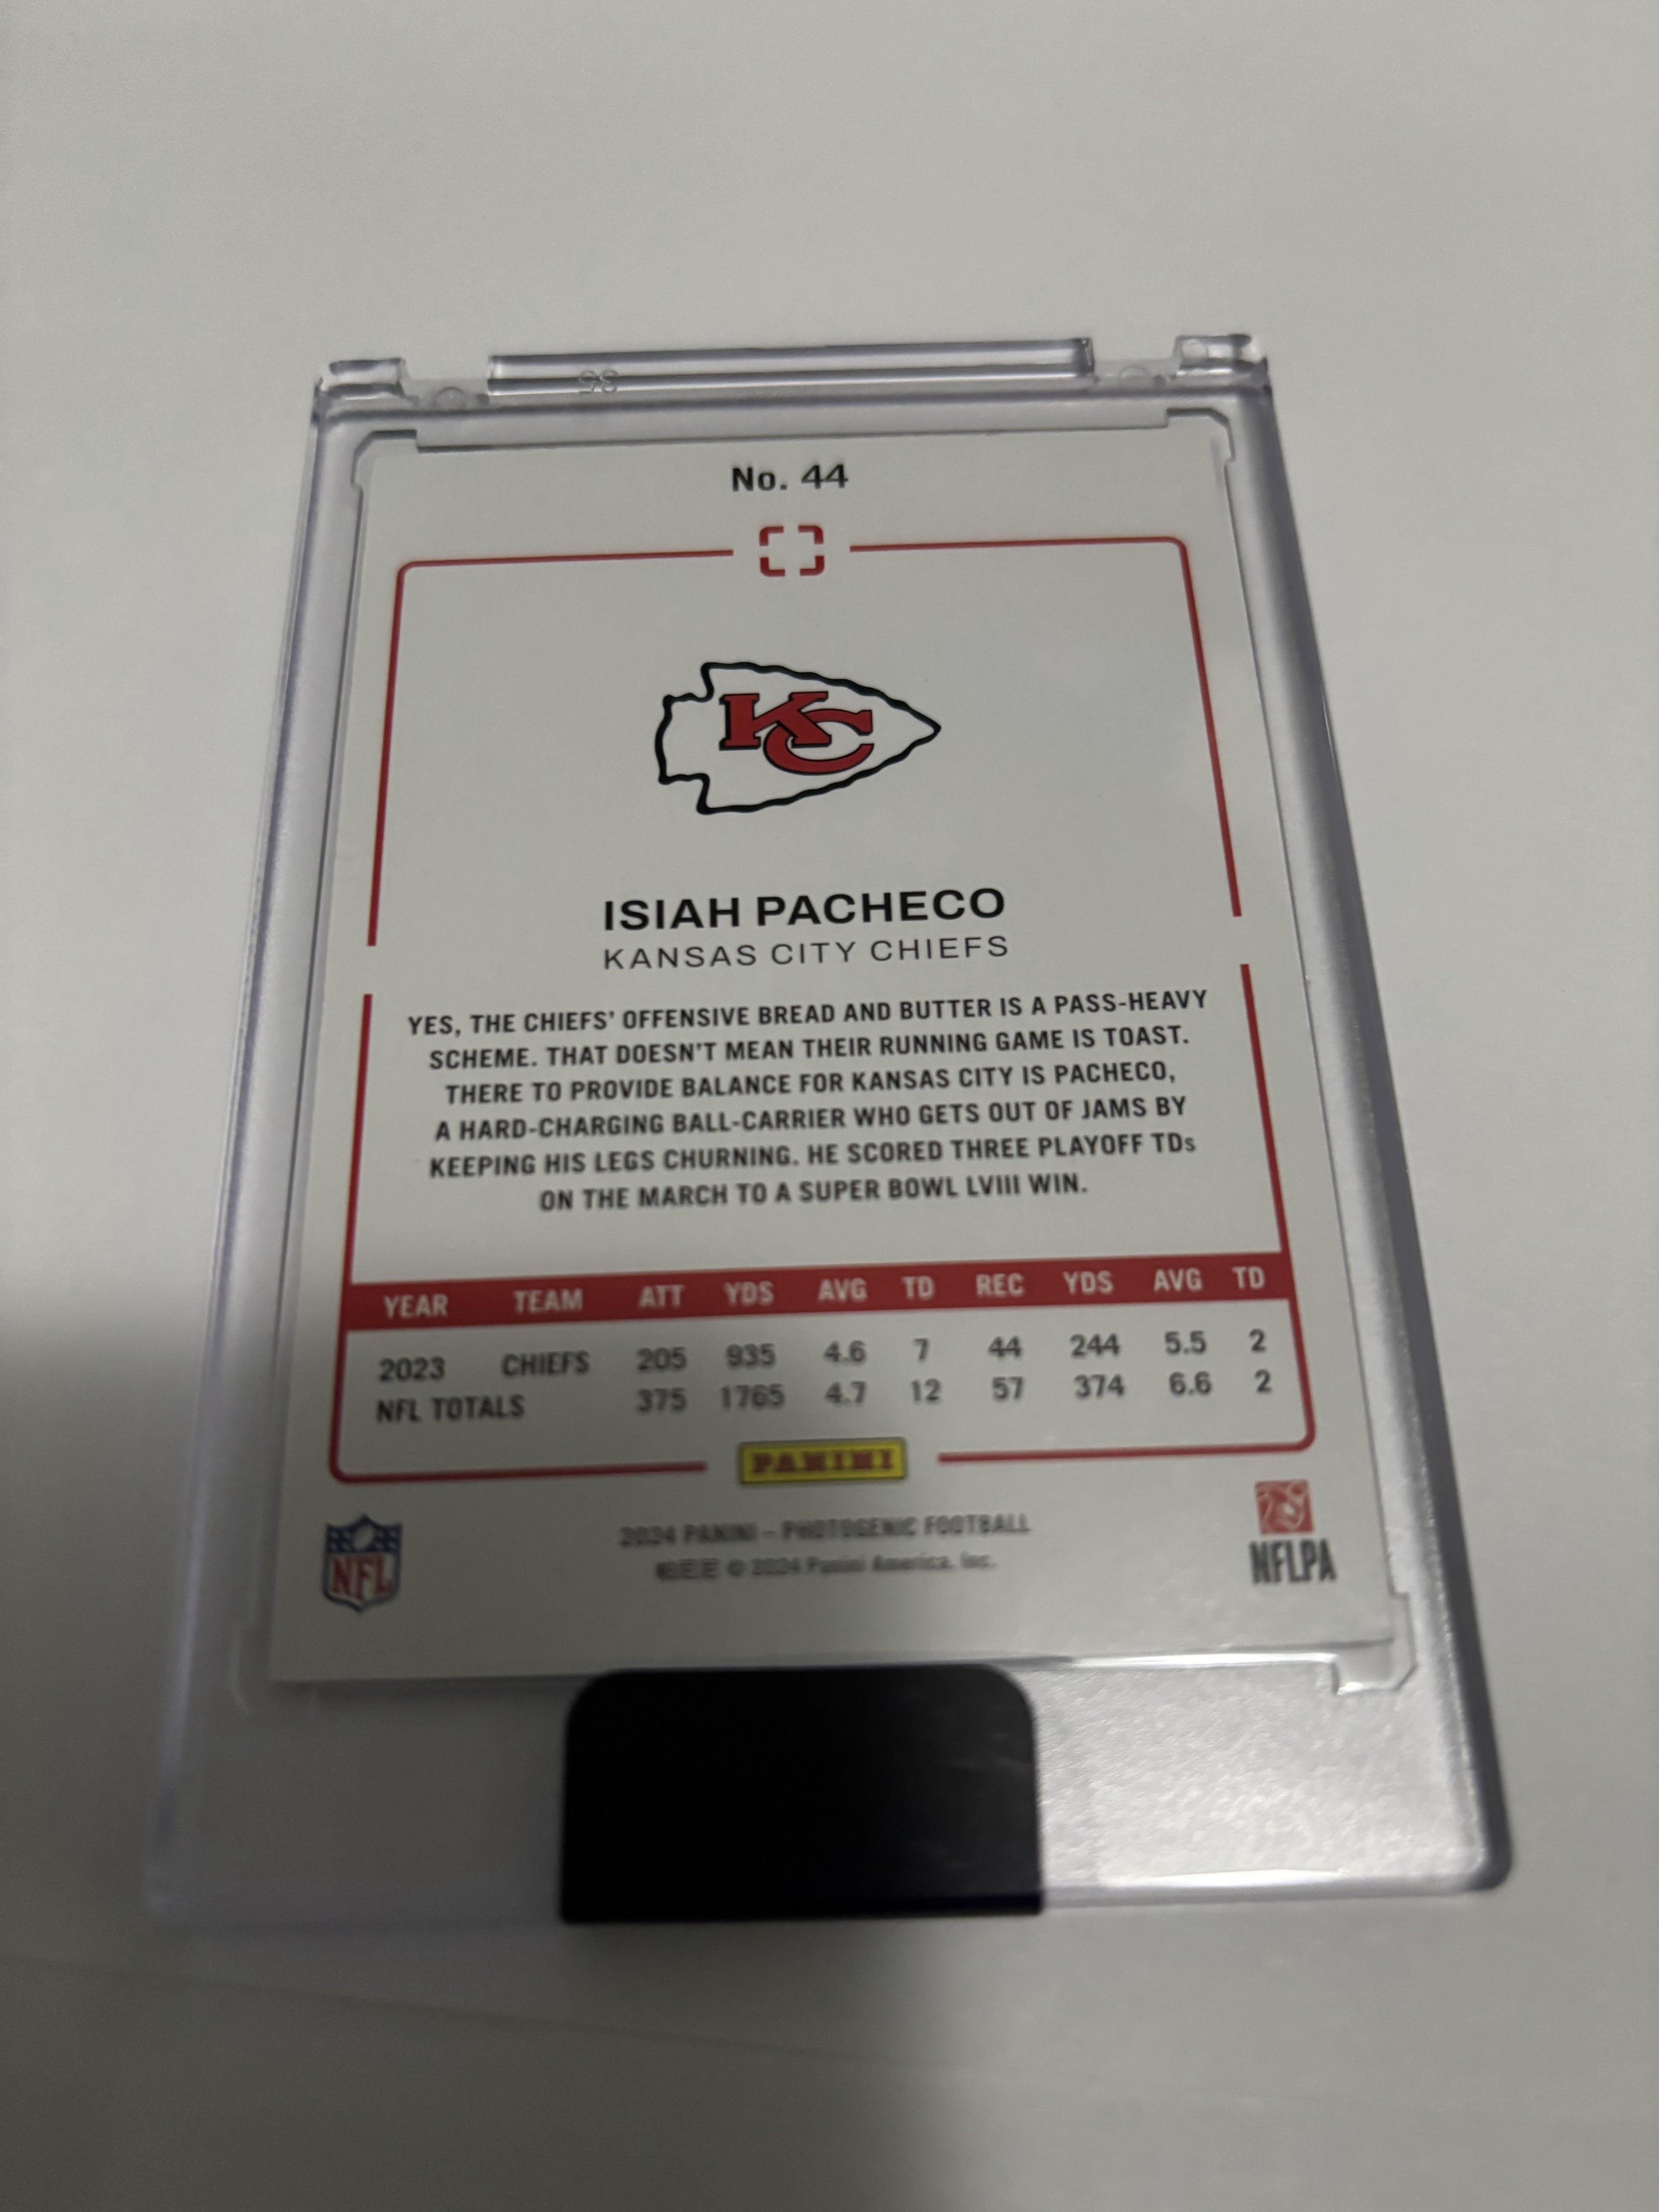 35
No. 44
KC
ISIAH PACHECO
KANSAS CITY CHIEFS
YES, THE CHIEFS' OFFENSIVE BREAD AND BUTTER IS A PASS-HEAVY
SCHEME. THAT DOESN'T MEAN THEIR RUNNING GAME IS TOAST.
THERE TO PROVIDE BALANCE FOR KANSAS CITY IS PACHECO,
A HARD-CHARGING BALL-CARRIER WHO GETS OUT OF JAMS BY
KEEPING HIS LEGS CHURNING. HE SCORED THREE PLAYOFF TDs
ON THE MARCH TO A SUPER BOWL LVIII WIN.
YEAR TEAM ATT YDS AVG TD REC YDS AVG TD
2023 CHIEFS 205 935 4.6 7 44 244 5.5 2
NFL TOTALS 375 1765 4.7 12 57 374 6.6 2
PANINI
2024 PANINI – PHOTOGENIC FOOTBALL
© 2024 Panini America, Inc.
NFL
NFLPA